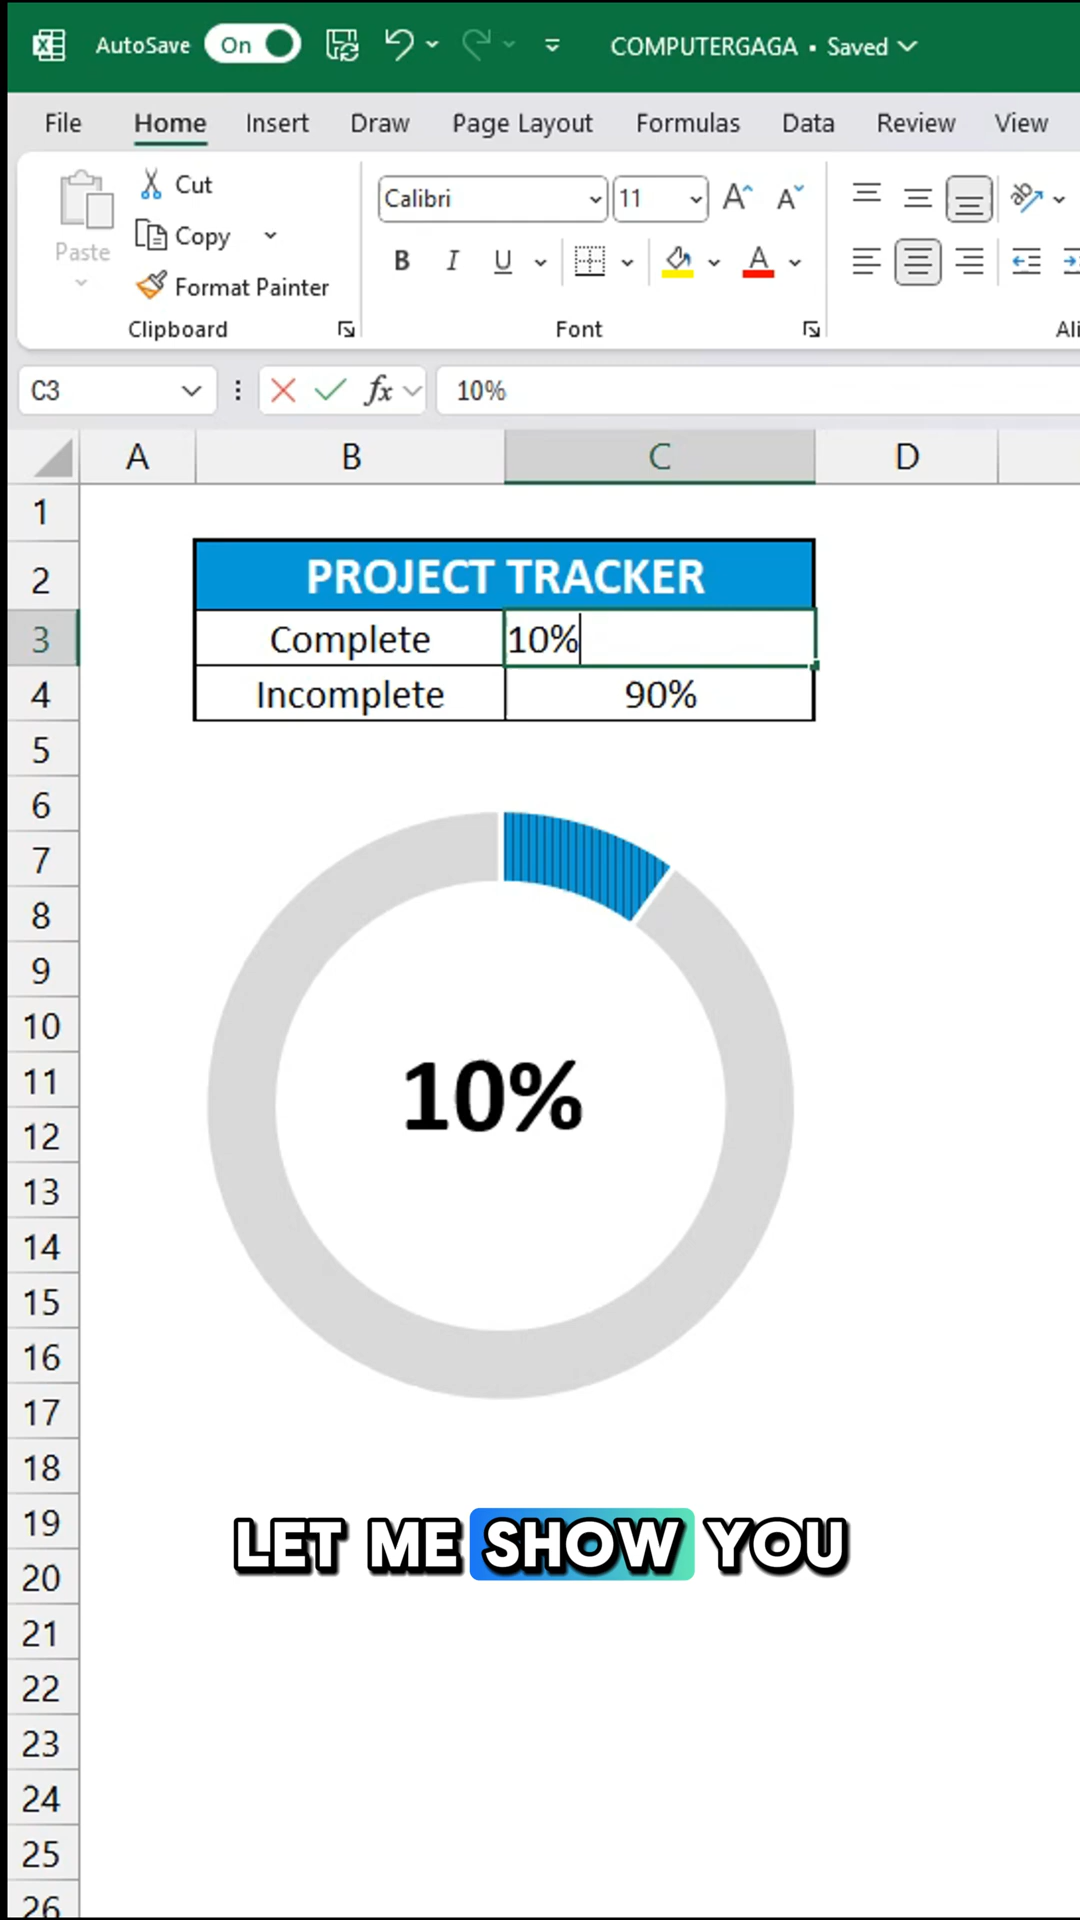 AutoSave On COMPUTERGAGA • Saved
File Home Insert Draw Page Layout Formulas Data Review View
Cut
Calibri 11 A A
Paste
Copy
B I U A
Format Painter
Clipboard Font
C3 fx 10%
A B C D
1
2 PROJECT TRACKER
3 Complete 10%
4 Incomplete 90%
5
6
7
8
9
10
11 10%
12
13
14
15
16
17
18
19 LET ME SHOW YOU
20
21
22
23
24
25
26